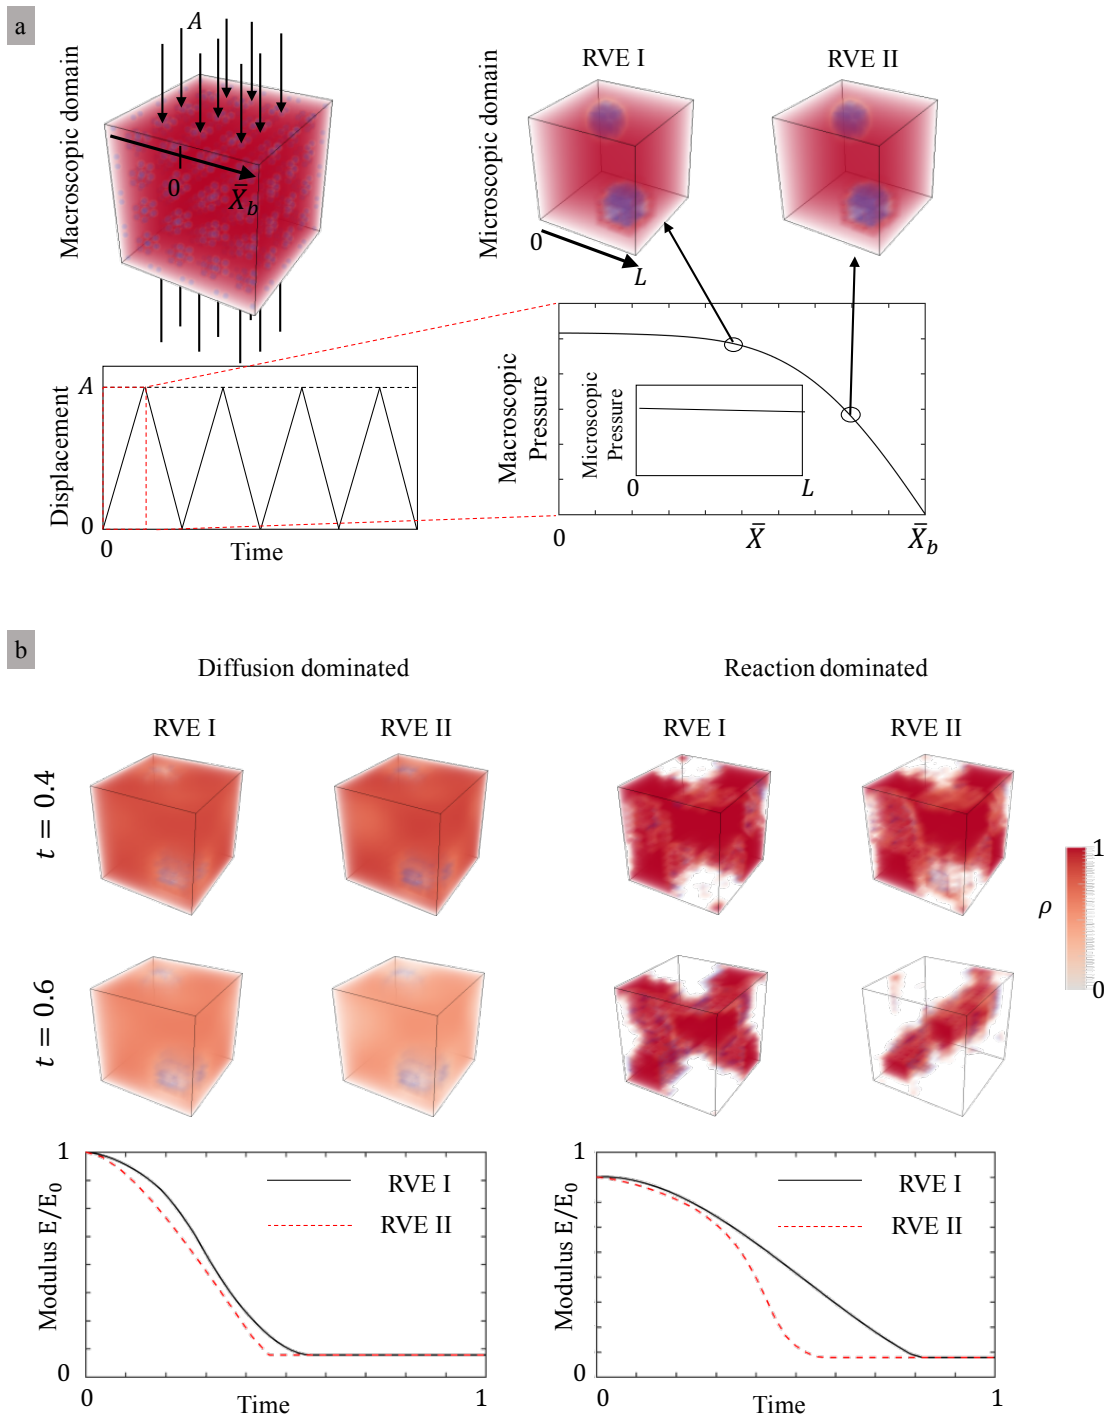 a
A
Macroscopic domain
0
X̄_b
Microscopic domain
RVE I
RVE II
0
L
Displacement
A
0
0
Time
Macroscopic Pressure
Microscopic Pressure
0
L
0
X̄
X̄_b
b
Diffusion dominated
Reaction dominated
RVE I
RVE II
RVE I
RVE II
t = 0.4
t = 0.6
1
ρ
0
1
Modulus E/E₀
0
RVE I
RVE II
0
Time
1
1
Modulus E/E₀
0
RVE I
RVE II
0
Time
1